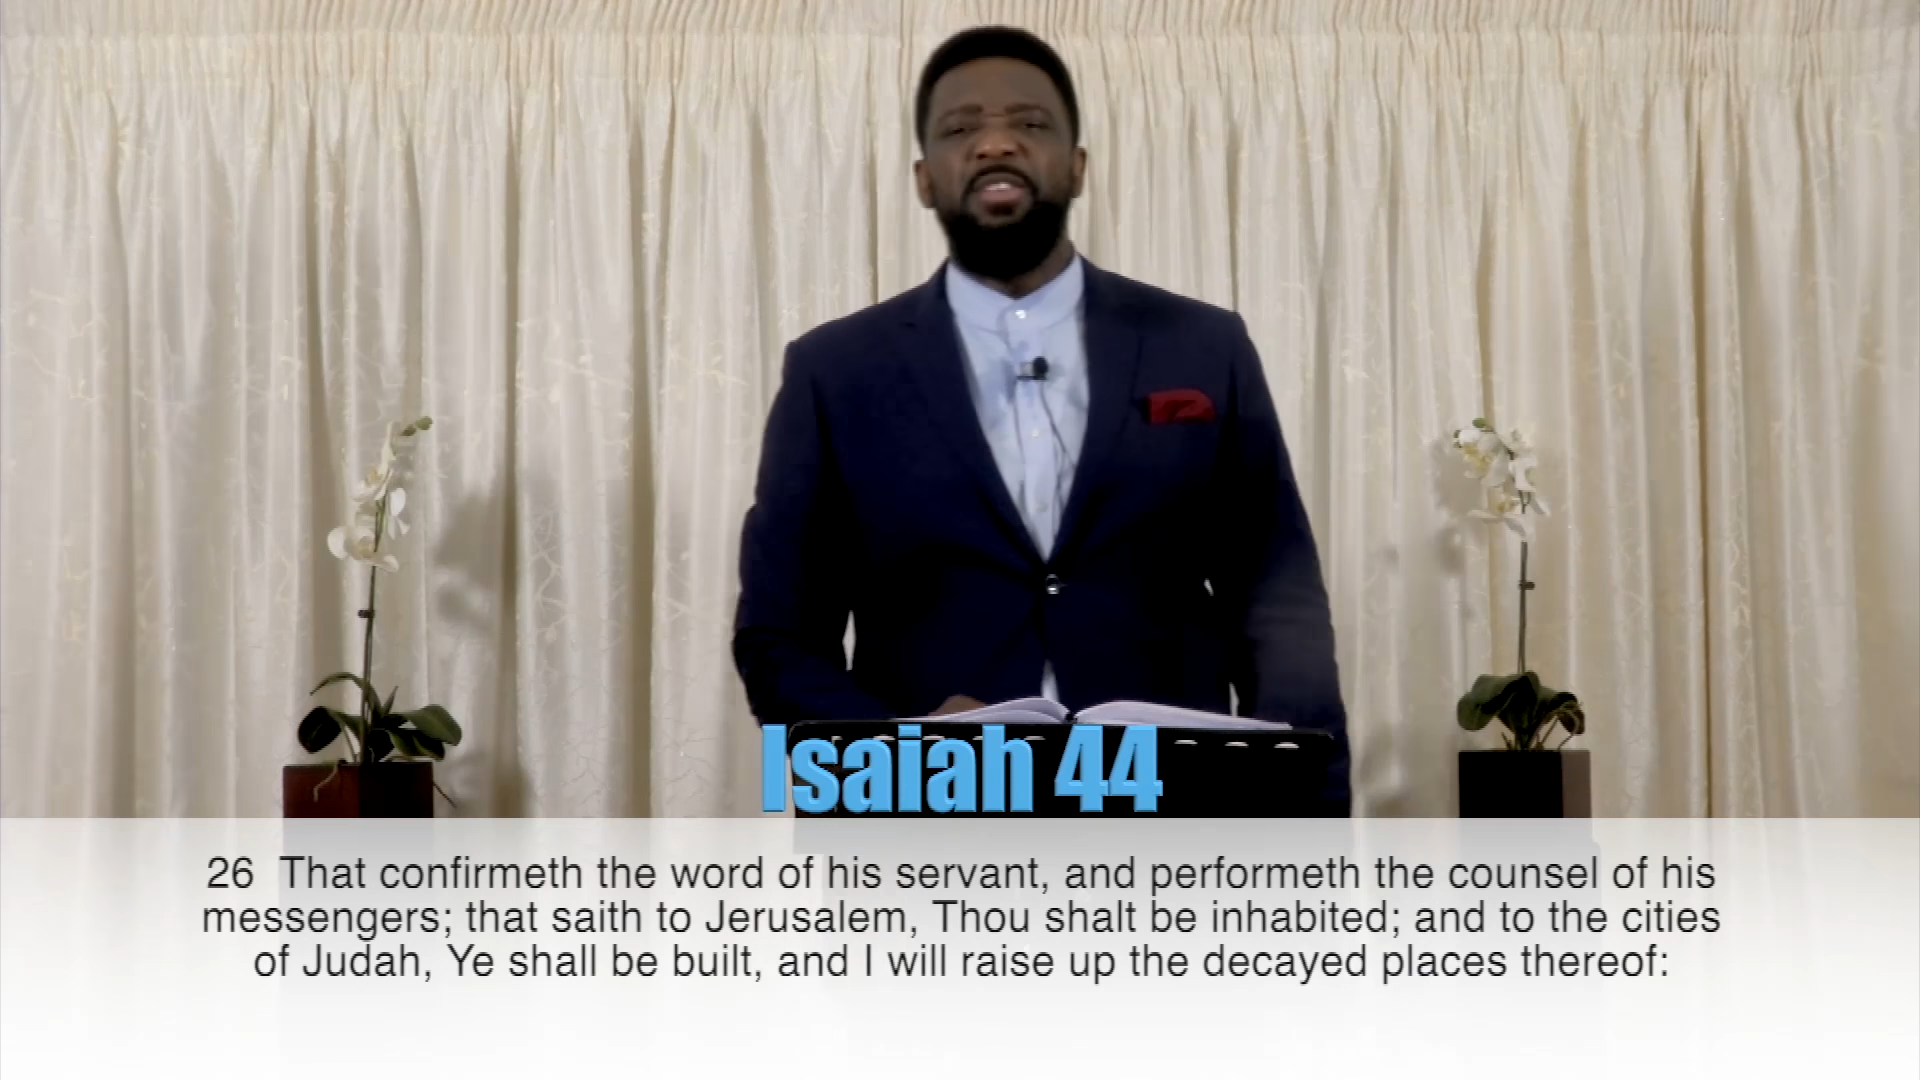 Isaiah 44
26 That confirmeth the word of his servant, and performeth the counsel of his
messengers; that saith to Jerusalem, Thou shalt be inhabited; and to the cities
of Judah, Ye shall be built, and I will raise up the decayed places thereof: